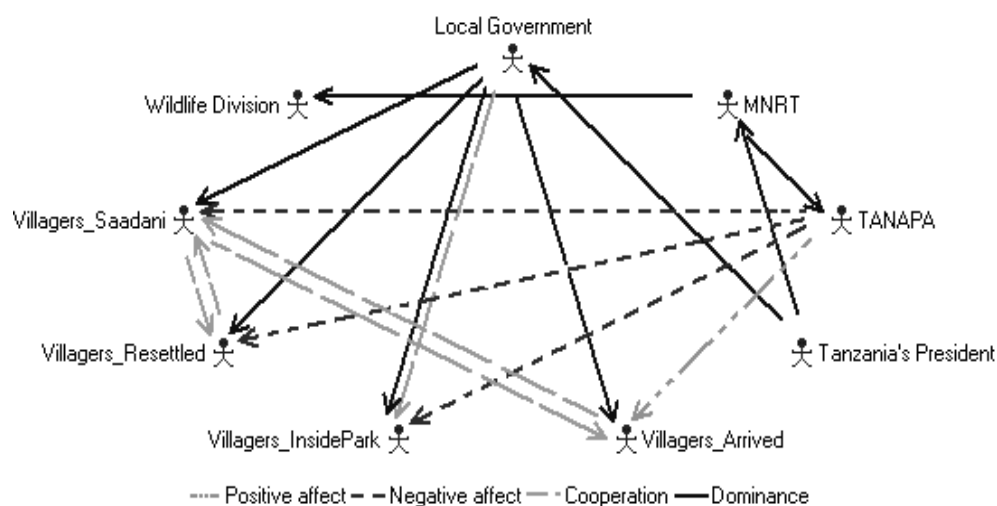 Local Government
Wildlife Division
MNRT
Villagers_Saadani
TANAPA
Villagers_Resettled
Tanzania's President
Villagers_InsidePark
Villagers_Arrived
Positive affect Negative affect Cooperation Dominance